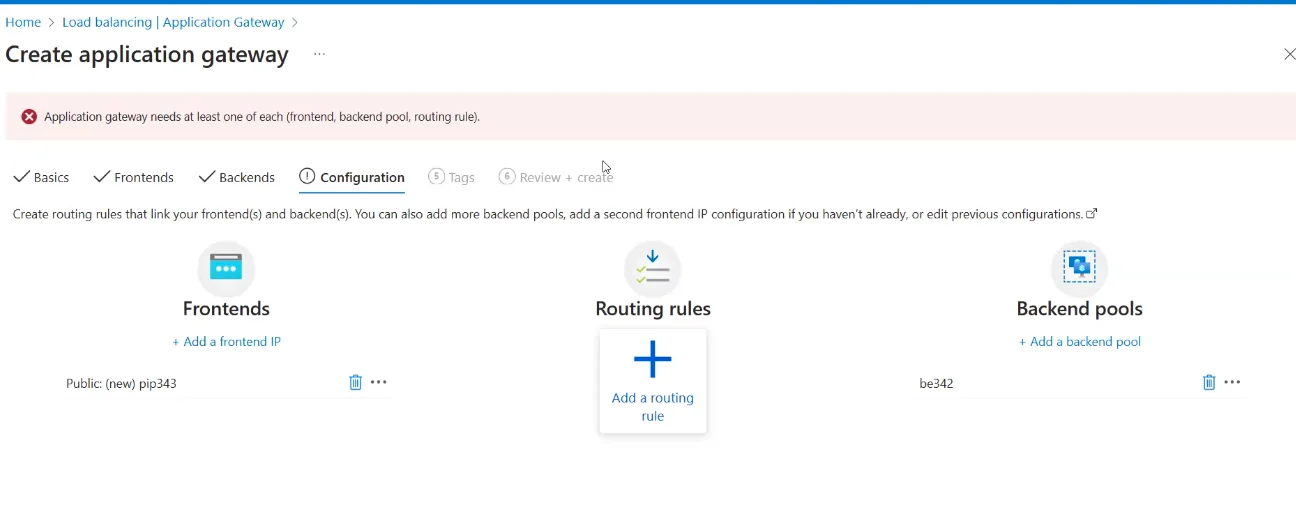 Home > Load balancing | Application Gateway >
Create application gateway ...
Application gateway needs at least one of each (frontend, backend pool, routing rule).
Basics Frontends Backends Configuration 5 Tags 6 Review + create
Create routing rules that link your frontend(s) and backend(s). You can also add more backend pools, add a second frontend IP configuration if you haven't already, or edit previous configurations.
Frontends
+ Add a frontend IP
Public: (new) pip343
Routing rules
Add a routing
rule
Backend pools
+ Add a backend pool
be342